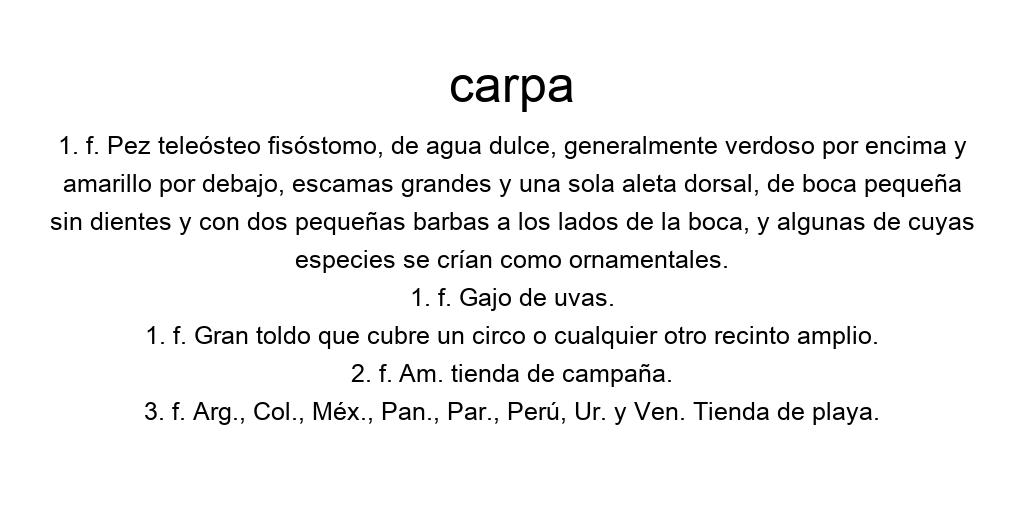 carpa
1. f. Pez teleósteo fisóstomo, de agua dulce, generalmente verdoso por encima y
amarillo por debajo, escamas grandes y una sola aleta dorsal, de boca pequeña
sin dientes y con dos pequeñas barbas a los lados de la boca, y algunas de cuyas
especies se crían como ornamentales.
1. f. Gajo de uvas.
1. f. Gran toldo que cubre un circo o cualquier otro recinto amplio.
2. f. Am. tienda de campaña.
3. f. Arg., Col., Méx., Pan., Par., Perú, Ur. y Ven. Tienda de playa.